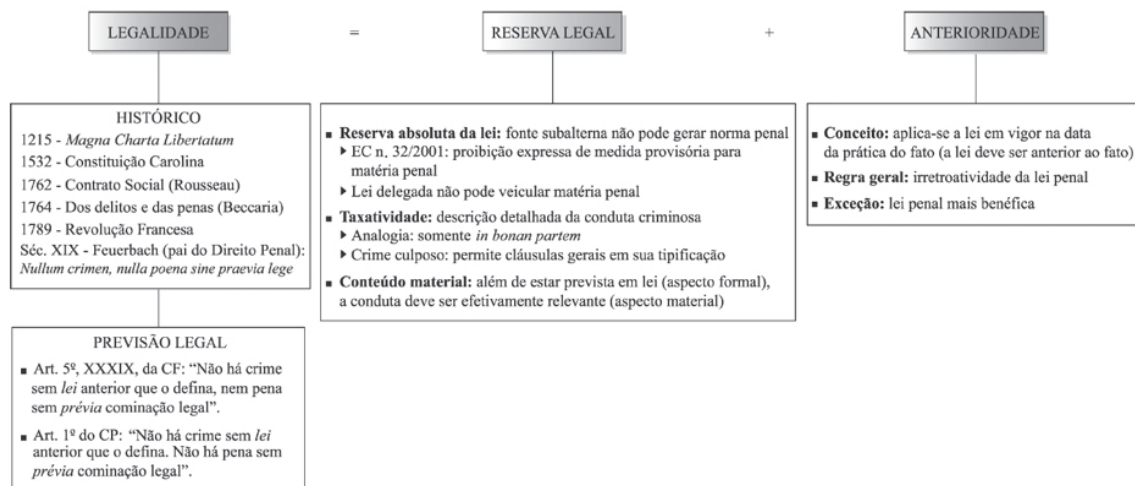 LEGALIDADE
=
RESERVA LEGAL
+
ANTERIORIDADE
HISTÓRICO
1215 - Magna Charta Libertatum
1532 - Constituição Carolina
1762 - Contrato Social (Rousseau)
1764 - Dos delitos e das penas (Beccaria)
1789 - Revolução Francesa
Séc. XIX - Feuerbach (pai do Direito Penal):
Nullum crimen, nulla poena sine praevia lege
PREVISÃO LEGAL
▪ Art. 5º, XXXIX, da CF: “Não há crime
sem lei anterior que o defina, nem pena
sem prévia cominação legal”.
▪ Art. 1º do CP: “Não há crime sem lei
anterior que o defina. Não há pena sem
prévia cominação legal”.
▪ Reserva absoluta da lei: fonte subalterna não pode gerar norma penal
▸ EC n. 32/2001: proibição expressa de medida provisória para
matéria penal
▸ Lei delegada não pode veicular matéria penal
▪ Taxatividade: descrição detalhada da conduta criminosa
▸ Analogia: somente in bonan partem
▸ Crime culposo: permite cláusulas gerais em sua tipificação
▪ Conteúdo material: além de estar prevista em lei (aspecto formal),
a conduta deve ser efetivamente relevante (aspecto material)
▪ Conceito: aplica-se a lei em vigor na data
da prática do fato (a lei deve ser anterior ao fato)
▪ Regra geral: irretroatividade da lei penal
▪ Exceção: lei penal mais benéfica